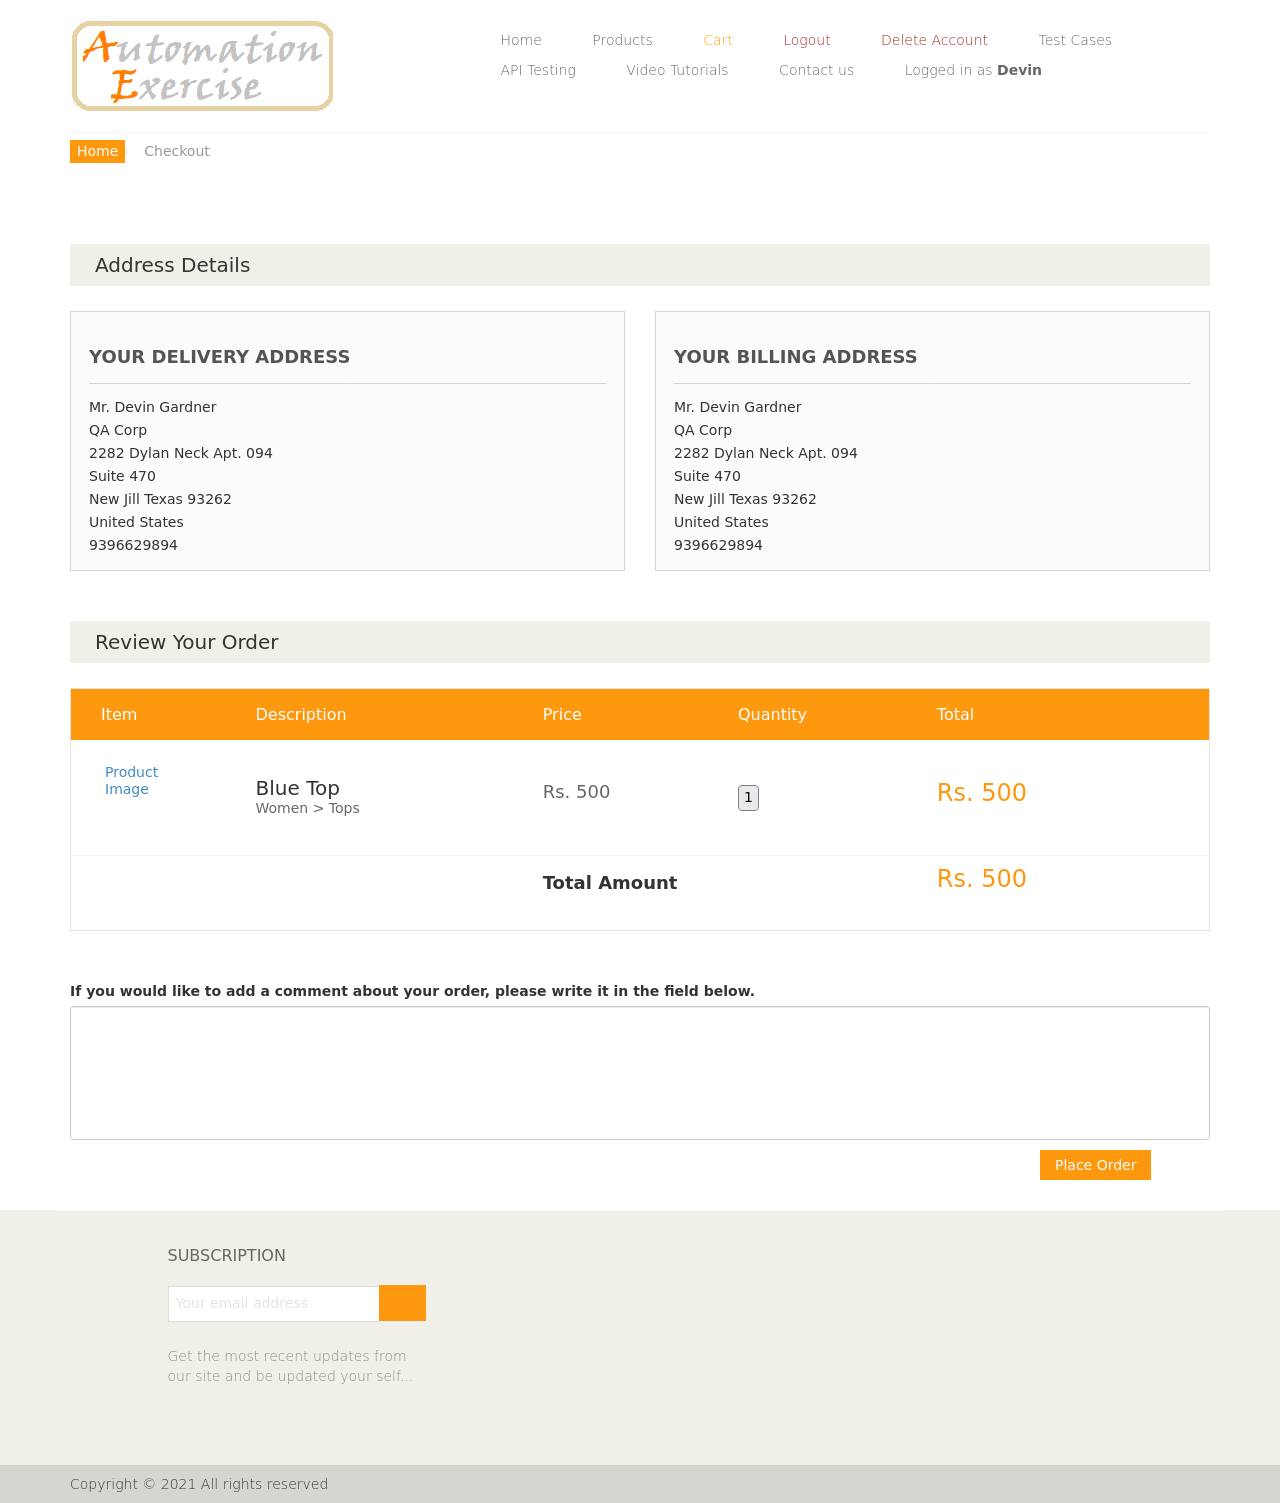 Automation
Exercise
Home Products Cart Logout Delete Account Test Cases
API Testing Video Tutorials Contact us Logged in as Devin
Home Checkout
Address Details
YOUR DELIVERY ADDRESS
Mr. Devin Gardner
QA Corp
2282 Dylan Neck Apt. 094
Suite 470
New Jill Texas 93262
United States
9396629894
YOUR BILLING ADDRESS
Mr. Devin Gardner
QA Corp
2282 Dylan Neck Apt. 094
Suite 470
New Jill Texas 93262
United States
9396629894
Review Your Order
Item Description Price Quantity Total
Product
Image
Blue Top
Women > Tops
Rs. 500
1
Rs. 500
Total Amount Rs. 500
If you would like to add a comment about your order, please write it in the field below.
Place Order
SUBSCRIPTION
Your email address
Get the most recent updates from
our site and be updated your self...
Copyright © 2021 All rights reserved